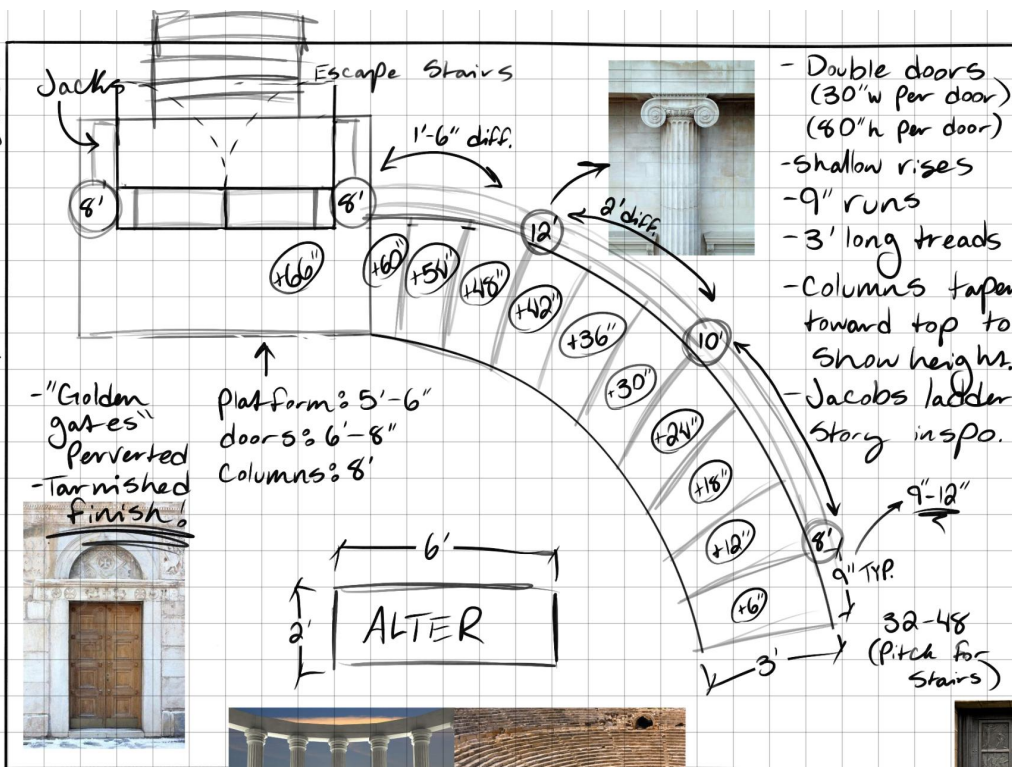 Jacks
Escape Stairs
1'-6" diff.
8'
8'
12'
2' diff.
10'
8'
+66"
+60"
+54"
+48"
+42"
+36"
+30"
+24"
+18"
+12"
+6"
- Double doors
(30"w per door)
(80"h per door)
- Shallow rises
- 9" runs
- 3' long treads
- Columns taper
toward top to
show height.
- Jacobs ladder
story inspo.
9"-12"
9" TYP.
32-48
(Pitch for
Stairs)
3'
- "Golden
gates"
Perverted
- Tarnished
finish!
Platform: 5'-6"
doors: 6'-8"
Columns: 8'
6'
2'
ALTER